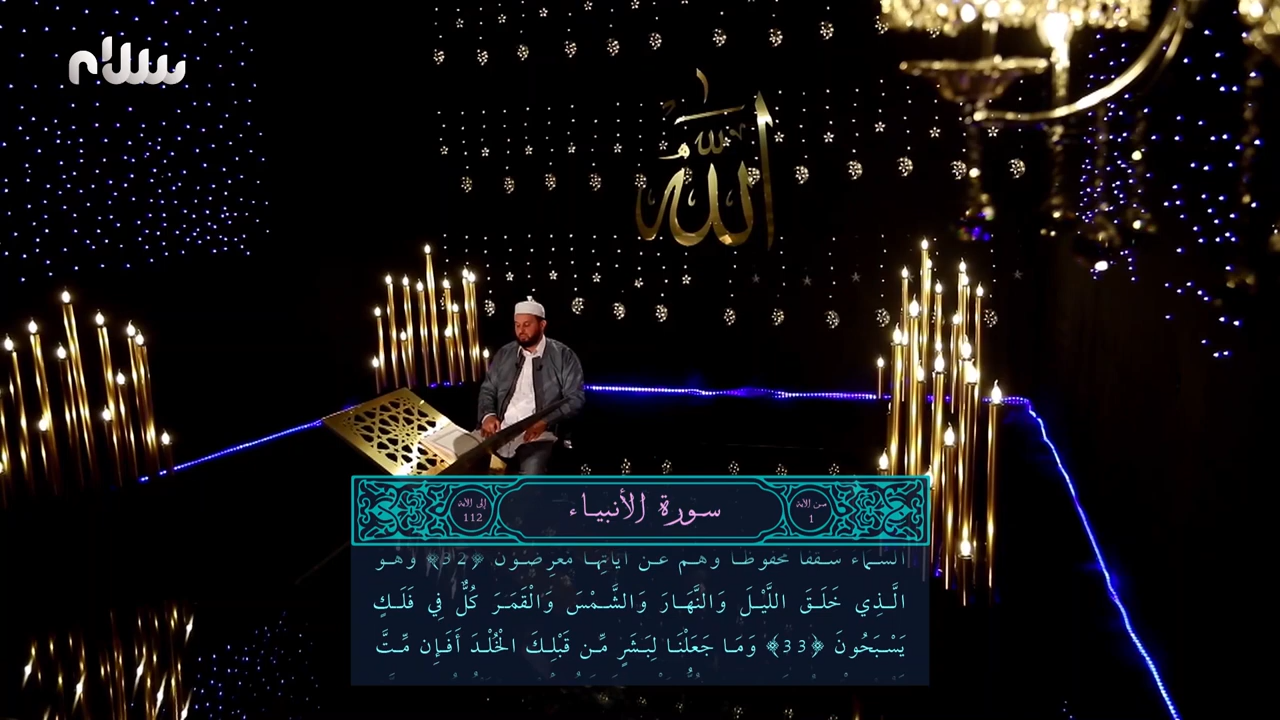 سلام
ٱللَّٰهُ
سورة الأنبياء
من الآية
1
إلى الآية
112
السماء سقفا محفوظا وهم عن آياتها معرضون ﴿32﴾ وهو
الَّذِي خَلَقَ اللَّيْلَ وَالنَّهَارَ وَالشَّمْسَ وَالْقَمَرَ كُلٌّ فِي فَلَكٍ
يَسْبَحُونَ ﴿33﴾ وَمَا جَعَلْنَا لِبَشَرٍ مِّن قَبْلِكَ الْخُلْدَ أَفَإِن مِّتَّ